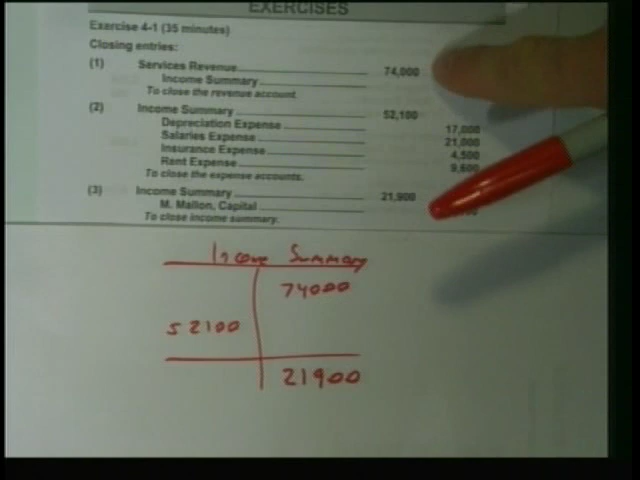 EXERCISES
Exercise 4-1 (35 minutes)
Closing entries:
(1) Services Revenue 74,000
Income Summary
To close the revenue account.
(2) Income Summary 52,100
Depreciation Expense 17,000
Salaries Expense 21,000
Insurance Expense 4,500
Rent Expense 9,600
To close the expense accounts.
(3) Income Summary 21,900
M. Mallon, Capital
To close income summary.
Income Summary
74000
52100
21900